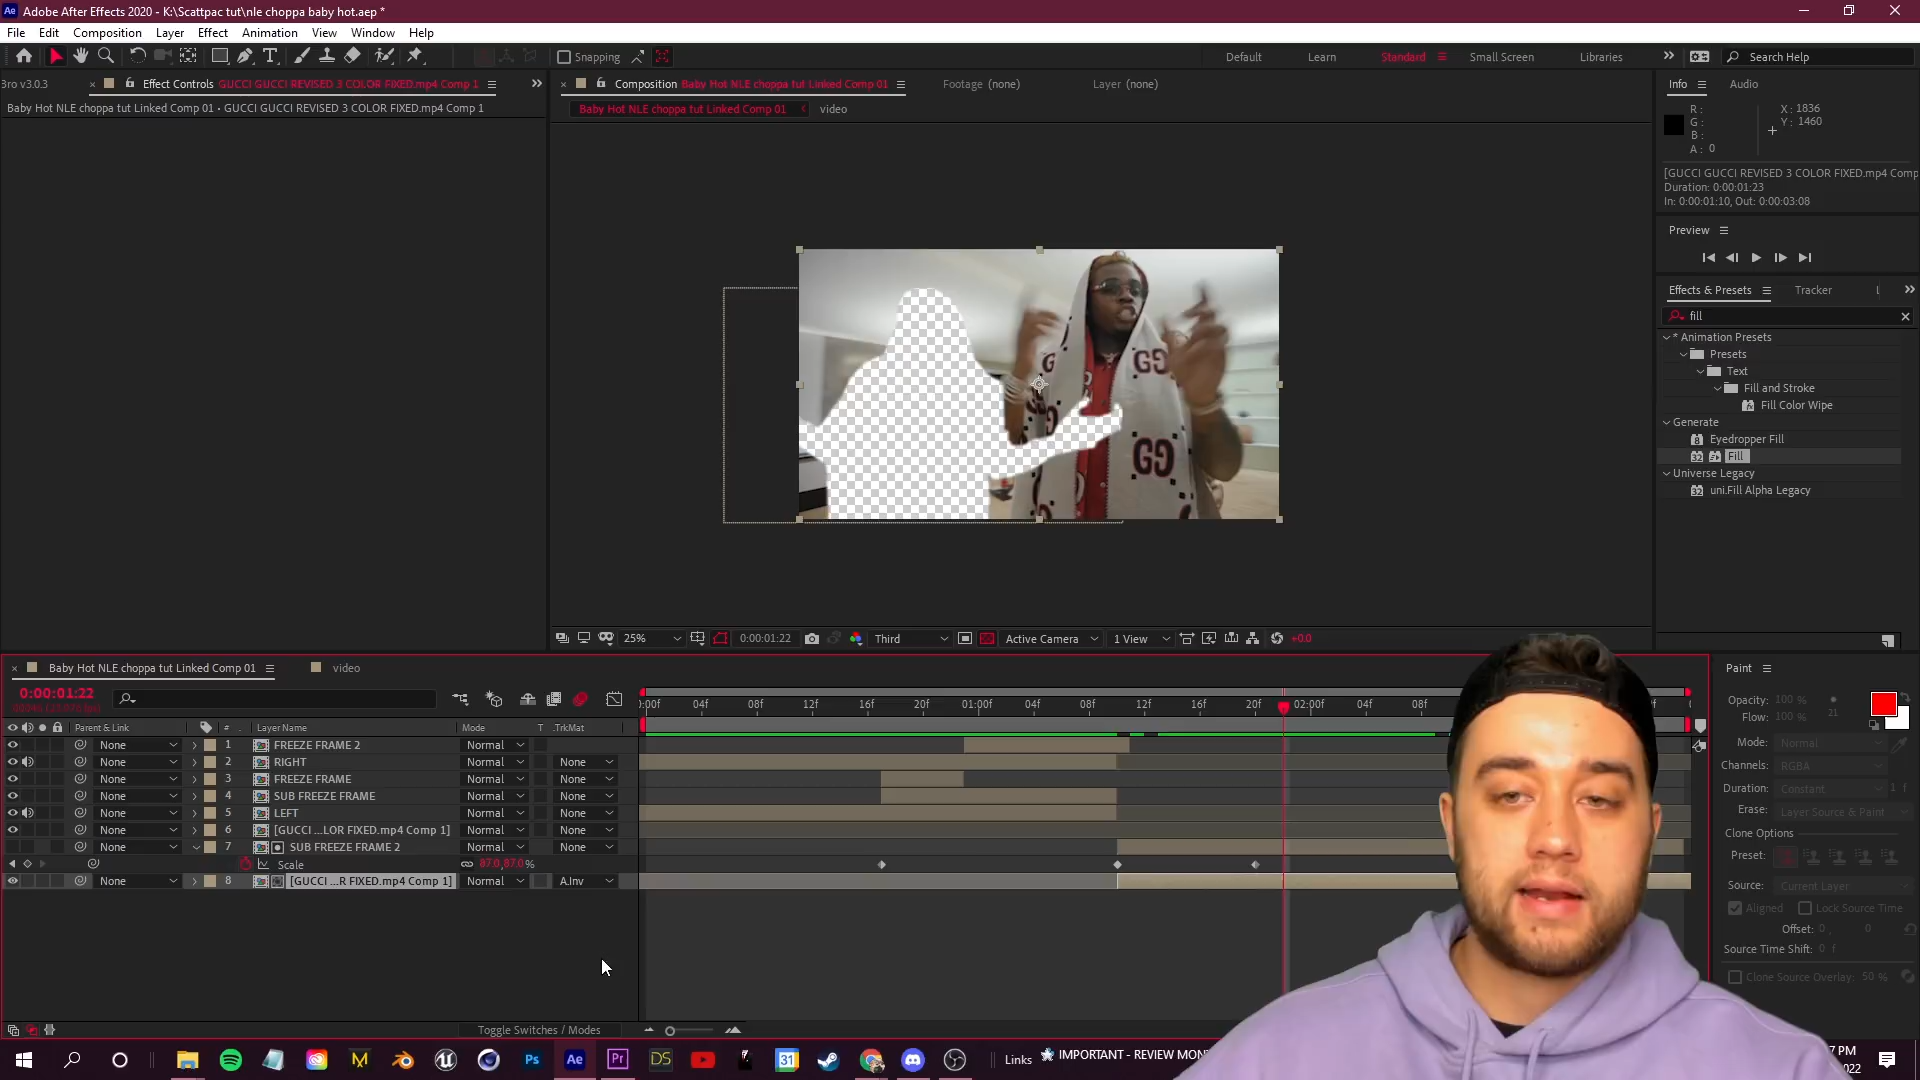 Adobe After Effects 2020 - K:\Scattpac tut\nle choppa baby hot.aep *
File Edit Composition Layer Effect Animation View Window Help
Snapping
Default Learn Standard Small Screen Libraries Search Help
Bro v3.0.3 Effect Controls GUCCI GUCCI REVISED 3 COLOR FIXED.mp4 Comp 1
Composition Baby Hot NLE choppa tut Linked Comp 01 Footage (none) Layer (none)
Info Audio
Baby Hot NLE choppa tut Linked Comp 01 • GUCCI GUCCI REVISED 3 COLOR FIXED.mp4 Comp 1
Baby Hot NLE choppa tut Linked Comp 01 video
R : X : 1836
G : Y : 1460
B :
A : 0
[GUCCI GUCCI REVISED 3 COLOR FIXED.mp4 Comp
Duration: 0:00:01:23
In: 0:00:01:10, Out: 0:00:03:08
Preview
Effects & Presets Tracker
fill
* Animation Presets
Presets
Text
Fill and Stroke
Fill Color Wipe
Generate
Eyedropper Fill
Fill
Universe Legacy
uni.Fill Alpha Legacy
GG GG
GG
25% 0:00:01:22 Third Active Camera 1 View +0.0
Baby Hot NLE choppa tut Linked Comp 01 video
0:00:01:22
:00f 04f 08f 12f 16f 20f 01:00f 04f 08f 12f 16f 20f 02:00f 04f 08f
Parent & Link # Layer Name Mode T .TrkMat
None 1 FREEZE FRAME 2 Normal
None 2 RIGHT Normal None
None 3 FREEZE FRAME Normal None
None 4 SUB FREEZE FRAME Normal None
None 5 LEFT Normal None
None 6 [GUCCI ...LOR FIXED.mp4 Comp 1] Normal None
None 7 SUB FREEZE FRAME 2 Normal None
Scale 87.0,87.0%
None 8 [GUCCI ...R FIXED.mp4 Comp 1] Normal A.Inv
Toggle Switches / Modes
Paint
Opacity: 100 %
Flow: 100 % 21
Mode: Normal
Channels: RGBA
Duration: Constant 1 f
Erase: Layer Source & Paint
Clone Options
Preset:
Source: Current Layer
Aligned Lock Source Time
Offset: 0 , 0
Source Time Shift: 0 f
Clone Source Overlay: 50 %
Links IMPORTANT - REVIEW MON
7 PM
022